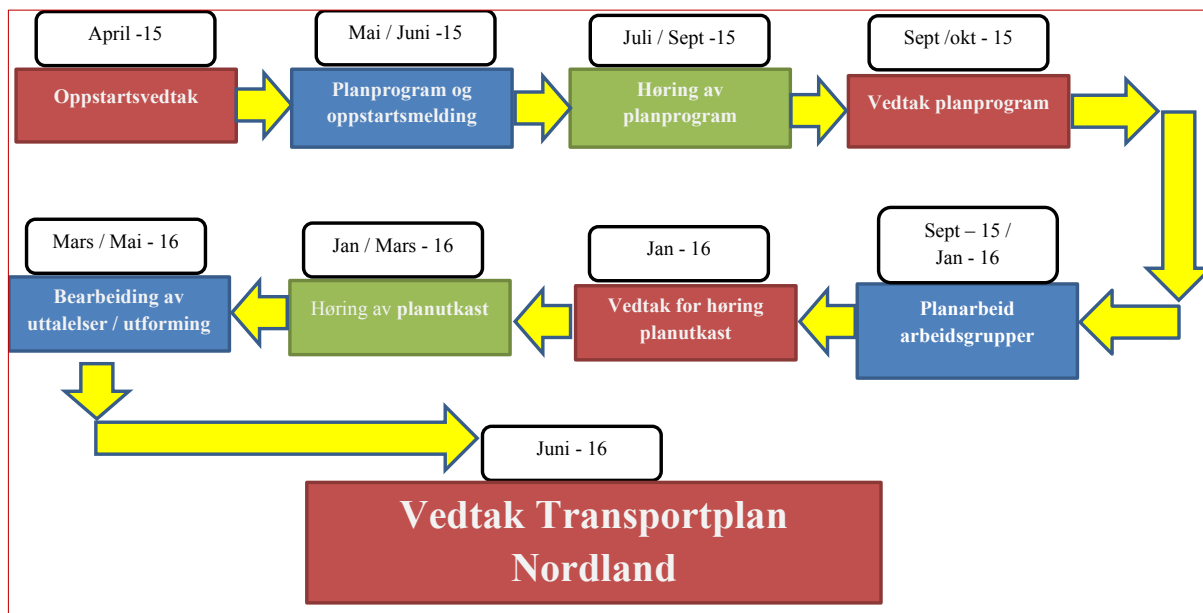 April -15
Oppstartsvedtak
Mai / Juni -15
Planprogram og
oppstartsmelding
Juli / Sept -15
Høring av
planprogram
Sept /okt - 15
Vedtak planprogram
Sept – 15 /
Jan - 16
Planarbeid
arbeidsgrupper
Jan - 16
Vedtak for høring
planutkast
Jan / Mars - 16
Høring av planutkast
Mars / Mai - 16
Bearbeiding av
uttalelser / utforming
Juni - 16
Vedtak Transportplan
Nordland